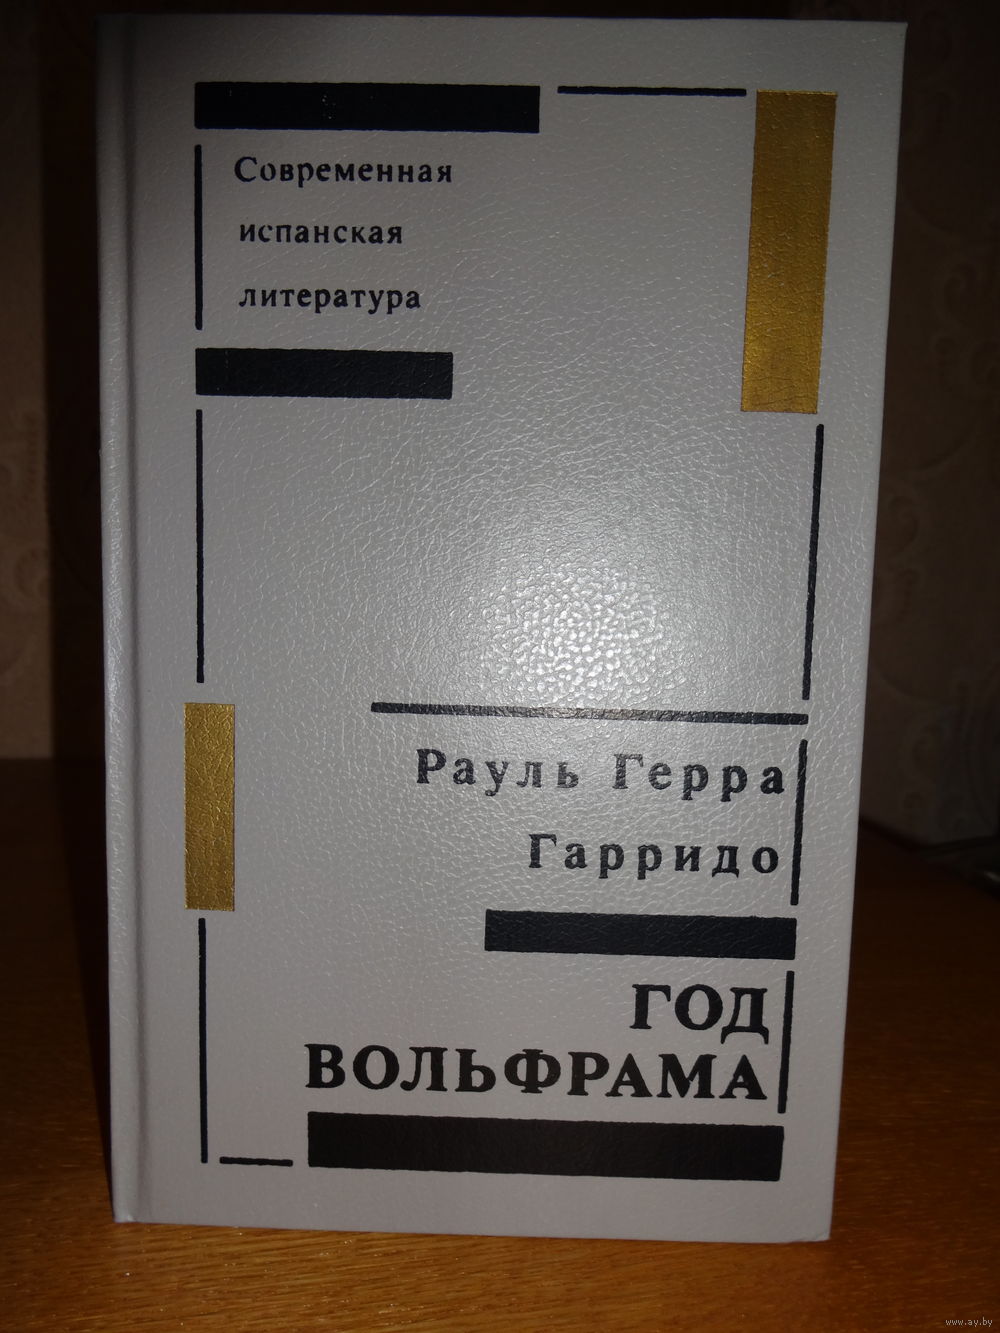 Современная
испанская
литература
Рауль Герра
Гарридо
ГОД
ВОЛЬФРАМА
www.ay.by